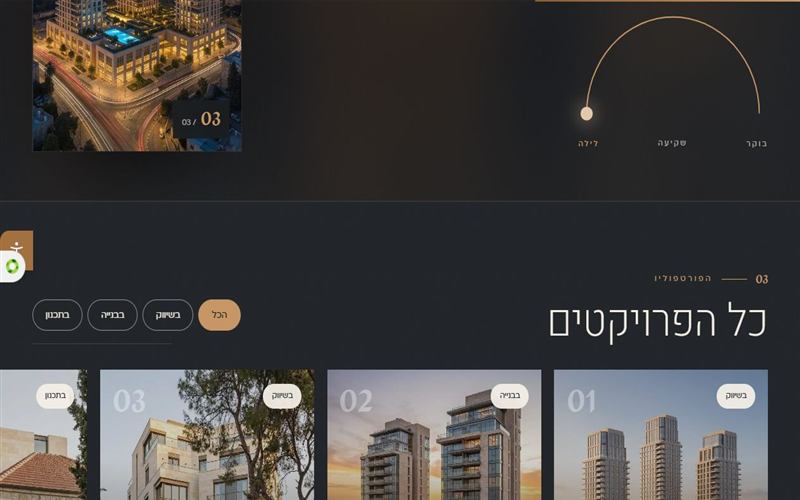 03 / 03
בוקר
שקיעה
לילה
03 הפורטפוליו
כל הפרויקטים
הכל
בשיווק
בבנייה
בתכנון
בשיווק
01
בבנייה
02
בשיווק
03
בתכנון